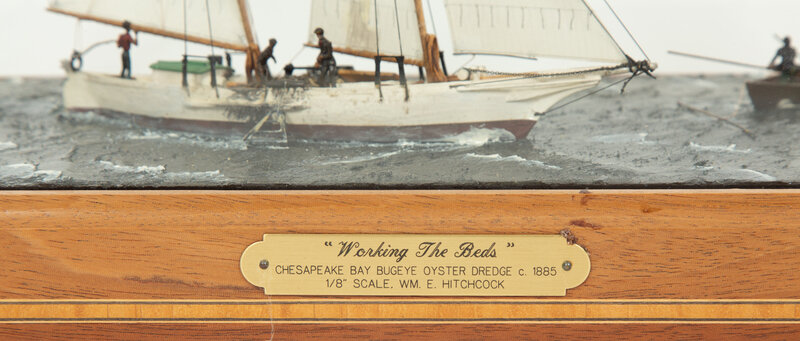 "Working The Beds"
CHESAPEAKE BAY BUGEYE OYSTER DREDGE c. 1885
1/8" SCALE, WM. E. HITCHCOCK